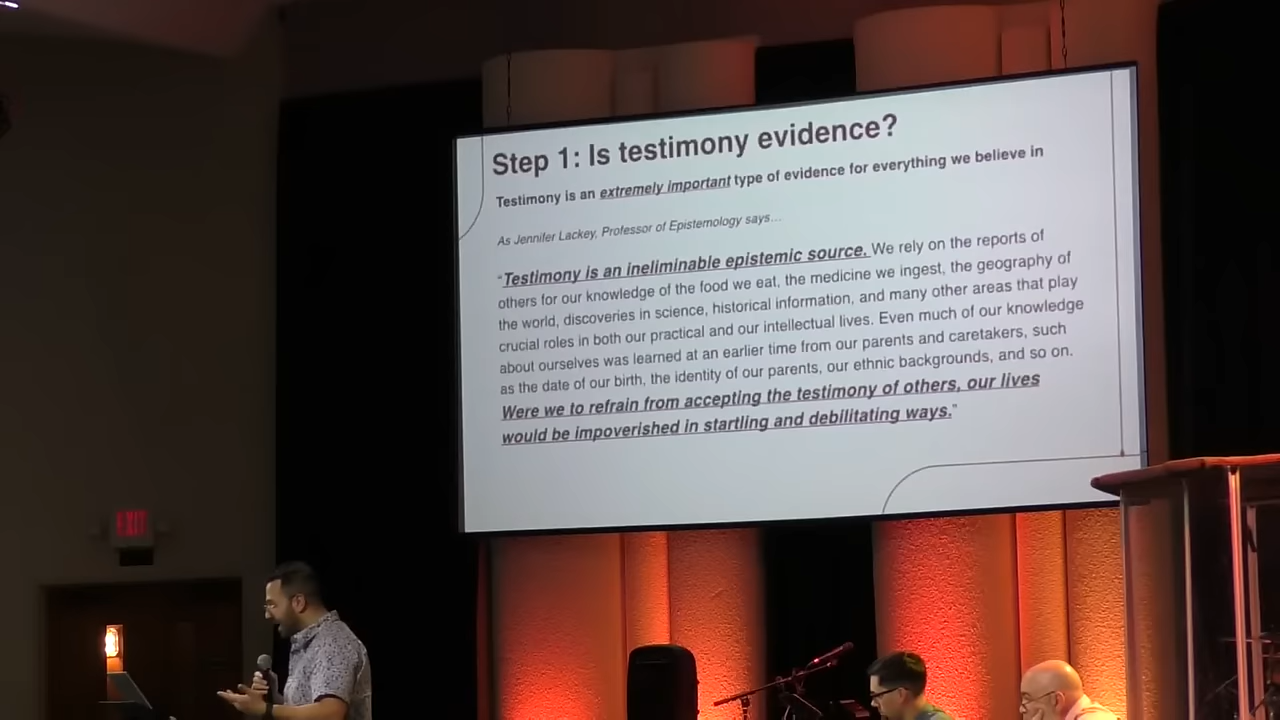 Step 1: Is testimony evidence?
Testimony is an extremely important type of evidence for everything we believe in
As Jennifer Lackey, Professor of Epistemology says...
“Testimony is an ineliminable epistemic source. We rely on the reports of
others for our knowledge of the food we eat, the medicine we ingest, the geography of
the world, discoveries in science, historical information, and many other areas that play
crucial roles in both our practical and our intellectual lives. Even much of our knowledge
about ourselves was learned at an earlier time from our parents and caretakers, such
as the date of our birth, the identity of our parents, our ethnic backgrounds, and so on.
Were we to refrain from accepting the testimony of others, our lives
would be impoverished in startling and debilitating ways.”
EXIT